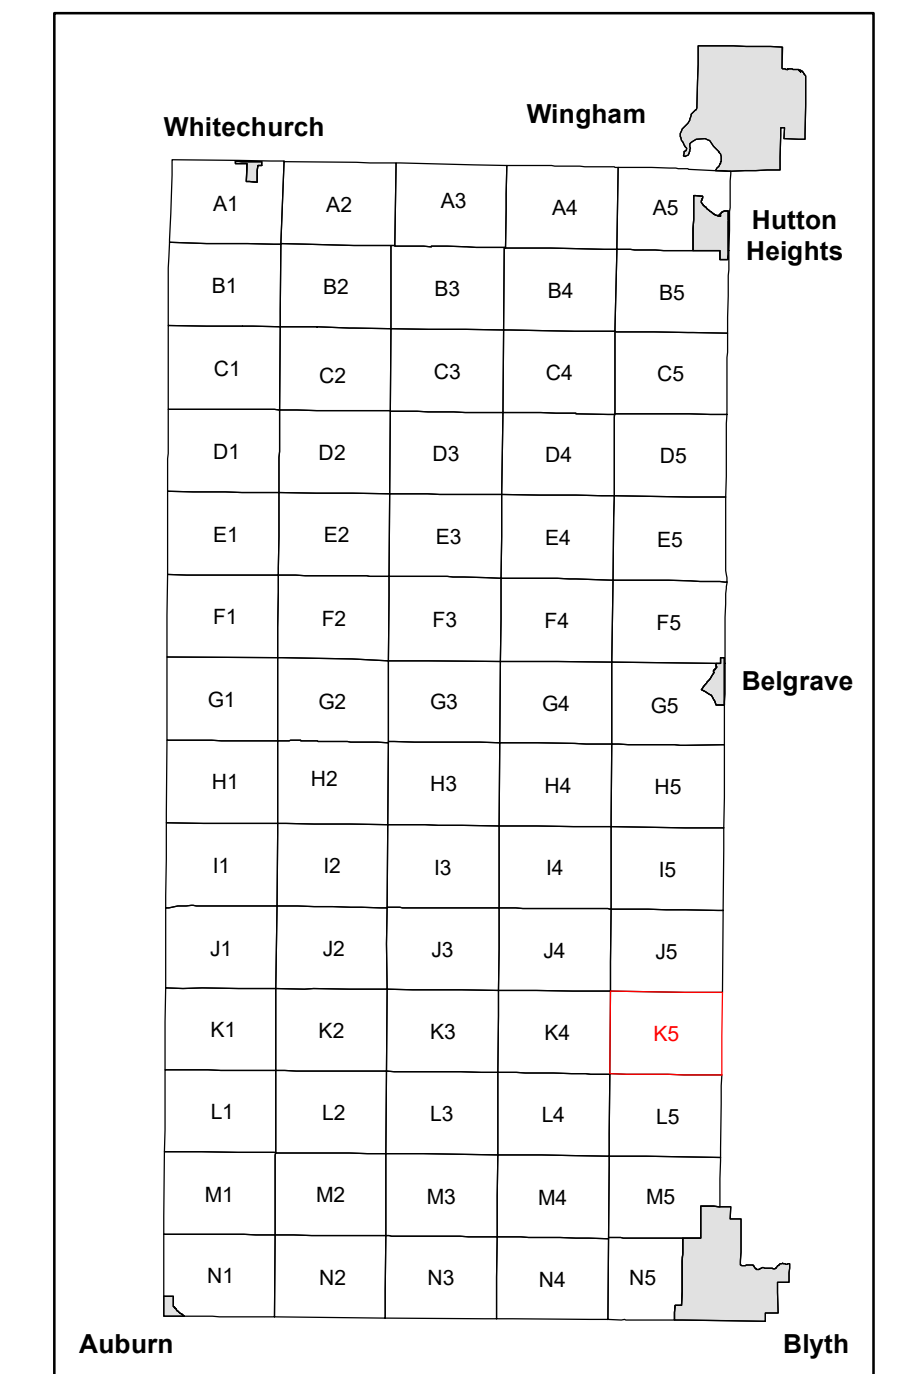 Wingham
Whitechurch
A1 A2 A3 A4 A5
Hutton
Heights
B1 B2 B3 B4 B5
C1 C2 C3 C4 C5
D1 D2 D3 D4 D5
E1 E2 E3 E4 E5
F1 F2 F3 F4 F5
Belgrave
G1 G2 G3 G4 G5
H1 H2 H3 H4 H5
I1 I2 I3 I4 I5
J1 J2 J3 J4 J5
K1 K2 K3 K4 K5
L1 L2 L3 L4 L5
M1 M2 M3 M4 M5
N1 N2 N3 N4 N5
Auburn Blyth